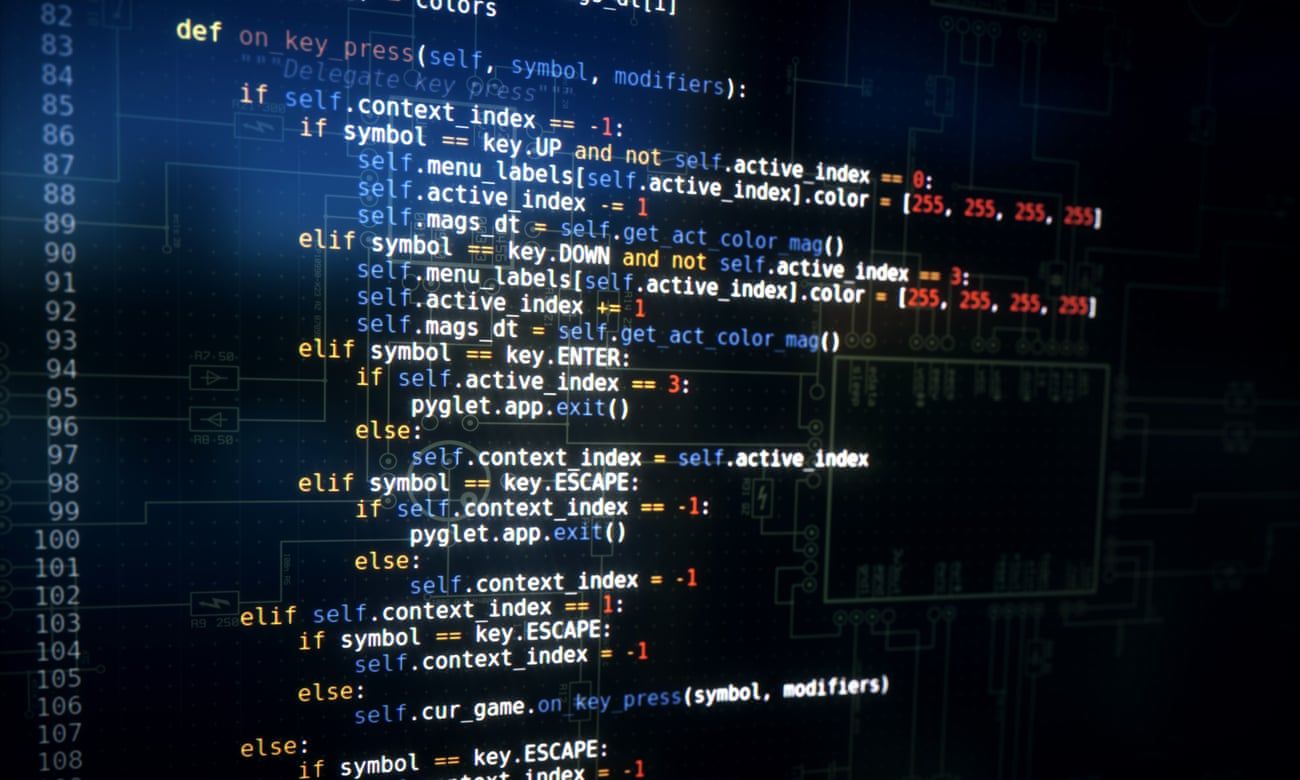 colors
82
83 def on_key_press(self, symbol, modifiers):
84 """Delegate key press"""
85 if self.context_index == -1:
86 if symbol == key.UP and not self.active_index == 0:
87 self.menu_labels[self.active_index].color = [255, 255, 255, 255]
88 self.active_index -= 1
89 self.mags_dt = self.get_act_color_mag()
90 elif symbol == key.DOWN and not self.active_index == 3:
91 self.menu_labels[self.active_index].color = [255, 255, 255, 255]
92 self.active_index += 1
93 self.mags_dt = self.get_act_color_mag()
94 elif symbol == key.ENTER:
95 if self.active_index == 3:
96 pyglet.app.exit()
97 else:
98 self.context_index = self.active_index
99 elif symbol == key.ESCAPE:
100 if self.context_index == -1:
101 pyglet.app.exit()
102 else:
103 self.context_index = -1
104 elif self.context_index == 1:
105 if symbol == key.ESCAPE:
106 self.context_index = -1
107 else:
108 self.cur_game.on_key_press(symbol, modifiers)
else:
if symbol == key.ESCAPE:
= -1
R7 50
R8 50
R9 250